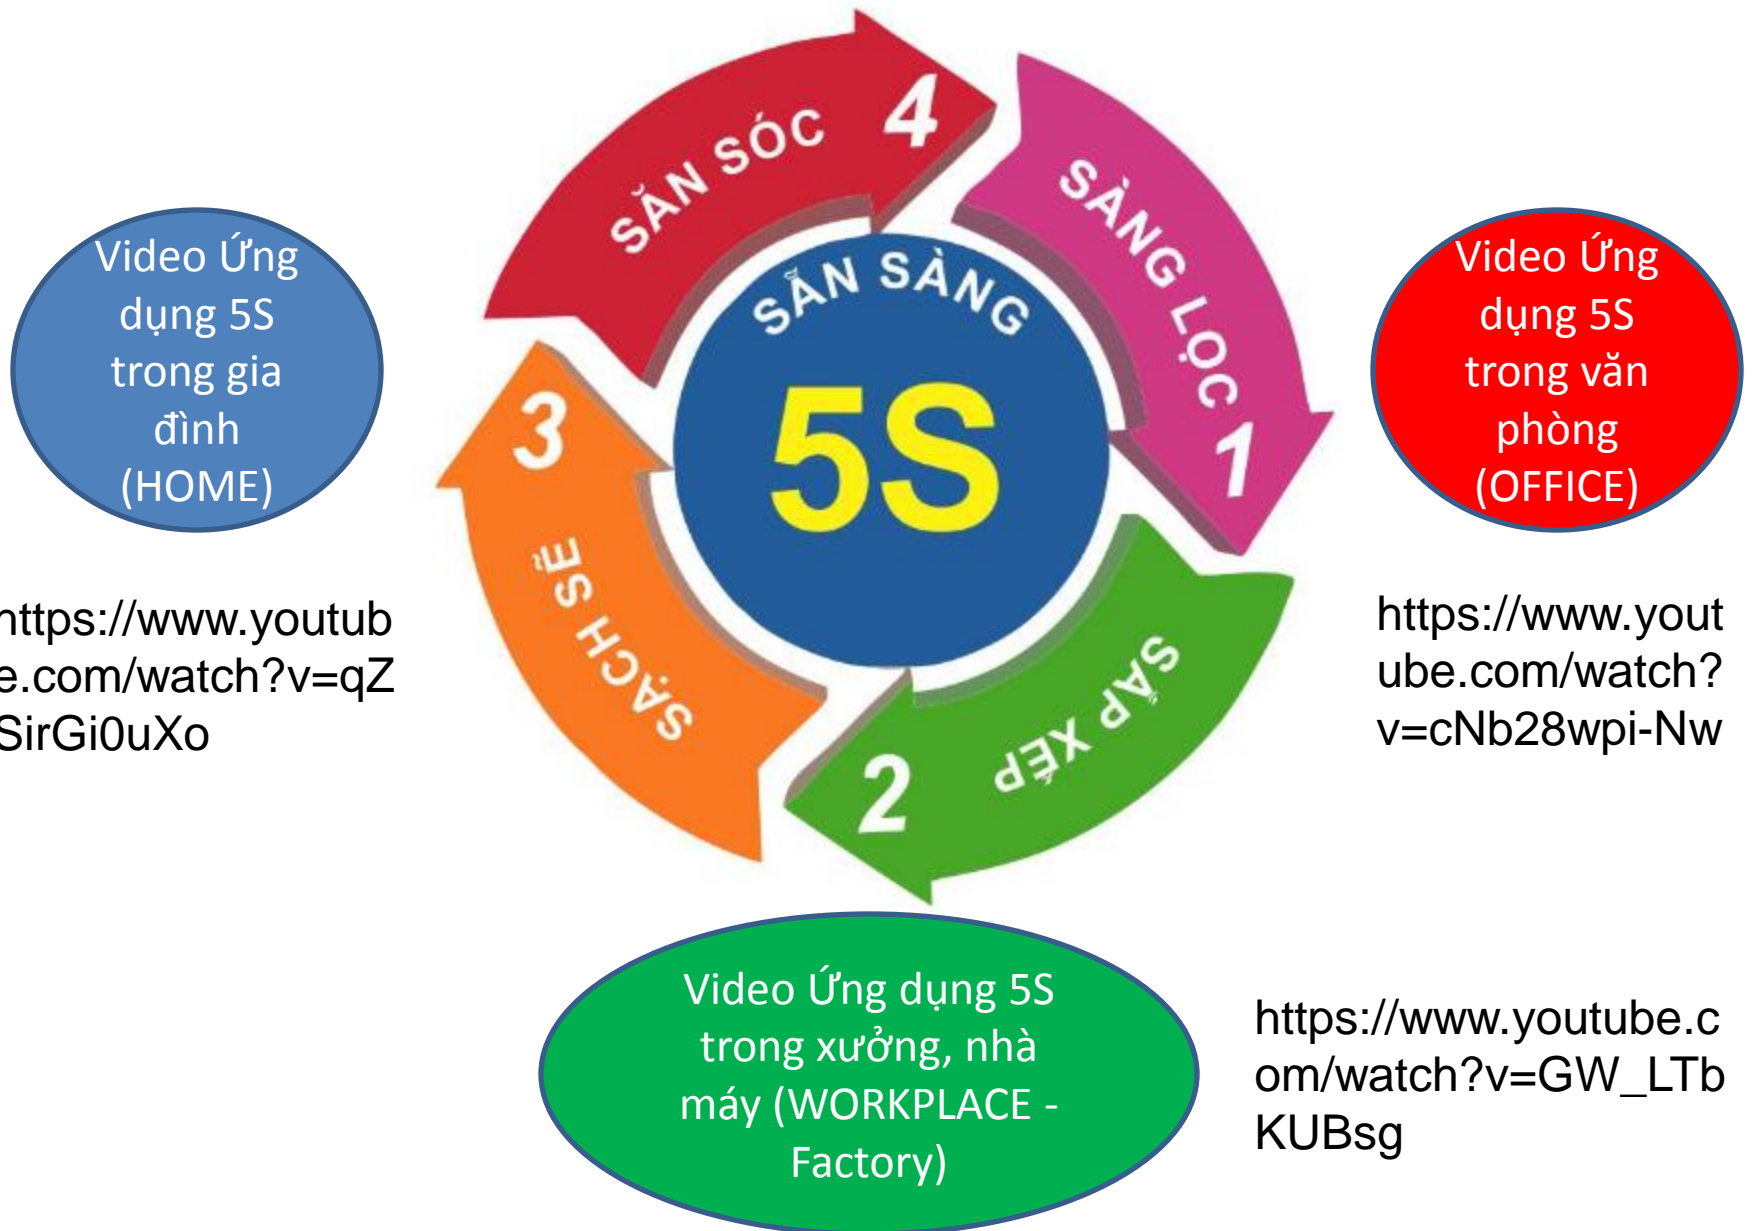 4
SĂN SÓC
SÀNG LỌC
1
SẴN SÀNG
5S
3
SẠCH SẼ
SẮP XẾP
2
Video Ứng
dụng 5S
trong gia
đình
(HOME)
https://www.youtub
e.com/watch?v=qZ
SirGi0uXo
Video Ứng
dụng 5S
trong văn
phòng
(OFFICE)
https://www.yout
ube.com/watch?
v=cNb28wpi-Nw
Video Ứng dụng 5S
trong xưởng, nhà
máy (WORKPLACE -
Factory)
https://www.youtube.c
om/watch?v=GW_LTb
KUBsg